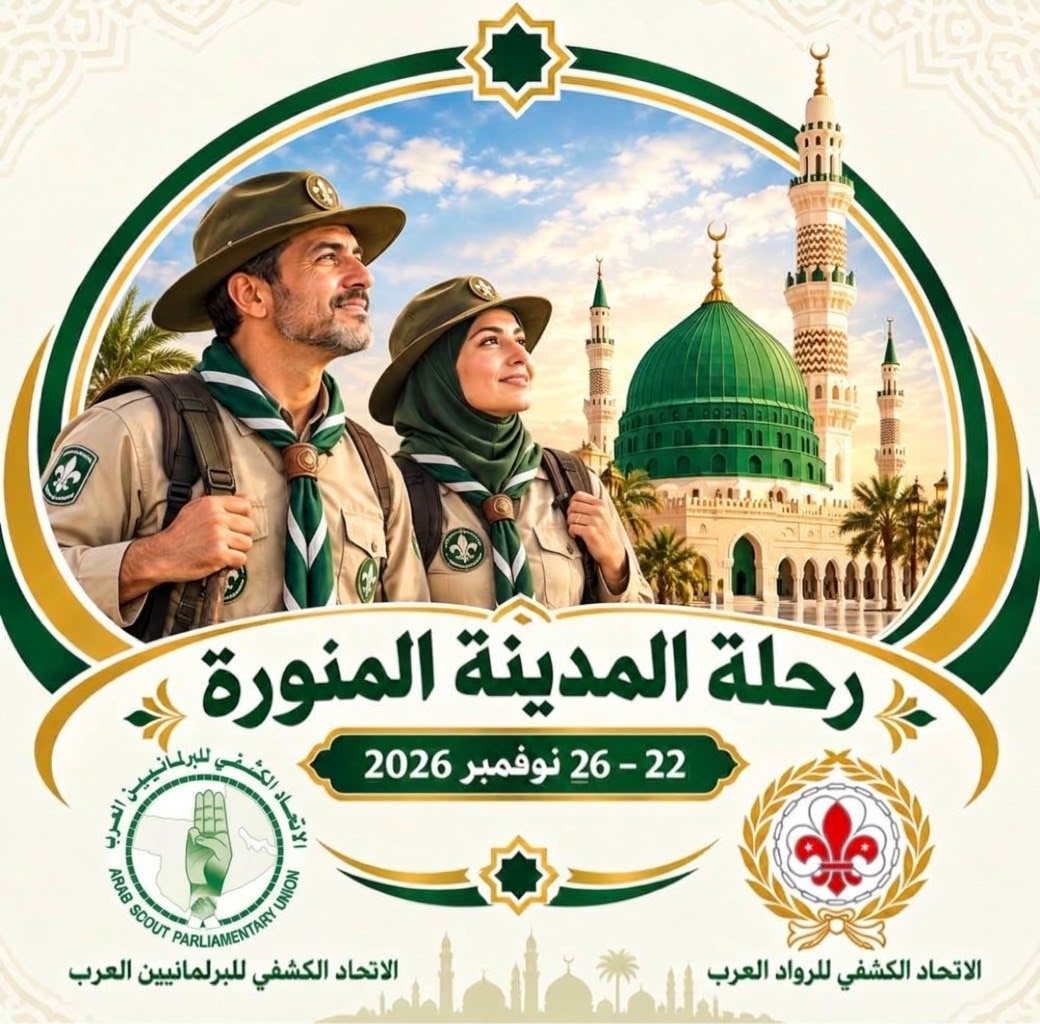 رحلة المدينة المنورة
22 – 26 نوفمبر 2026
الاتحاد الكشفي للبرلمانيين العرب
ARAB SCOUT PARLIAMENTARY UNION
الاتحاد الكشفي للرواد العرب
الاتحاد الكشفي للبرلمانيين العرب